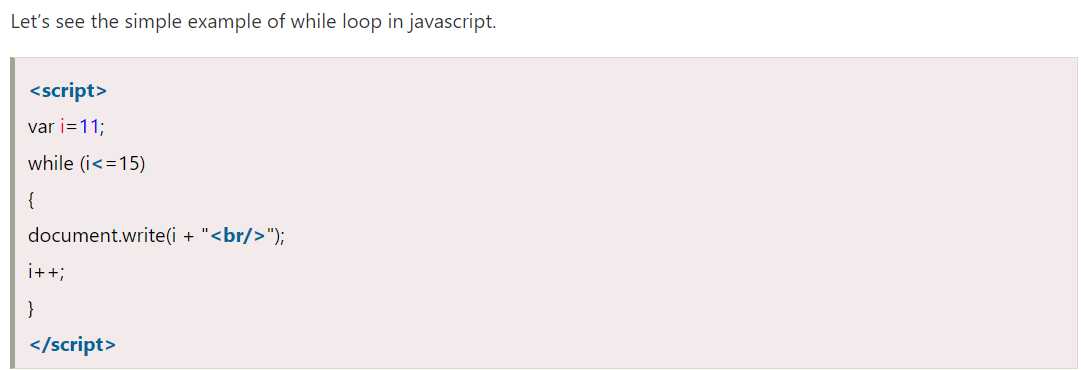 Let's see the simple example of while loop in javascript.
<script>
var i=11;
while (i<=15)
{
document.write(i + "<br/>");
i++;
}
</script>